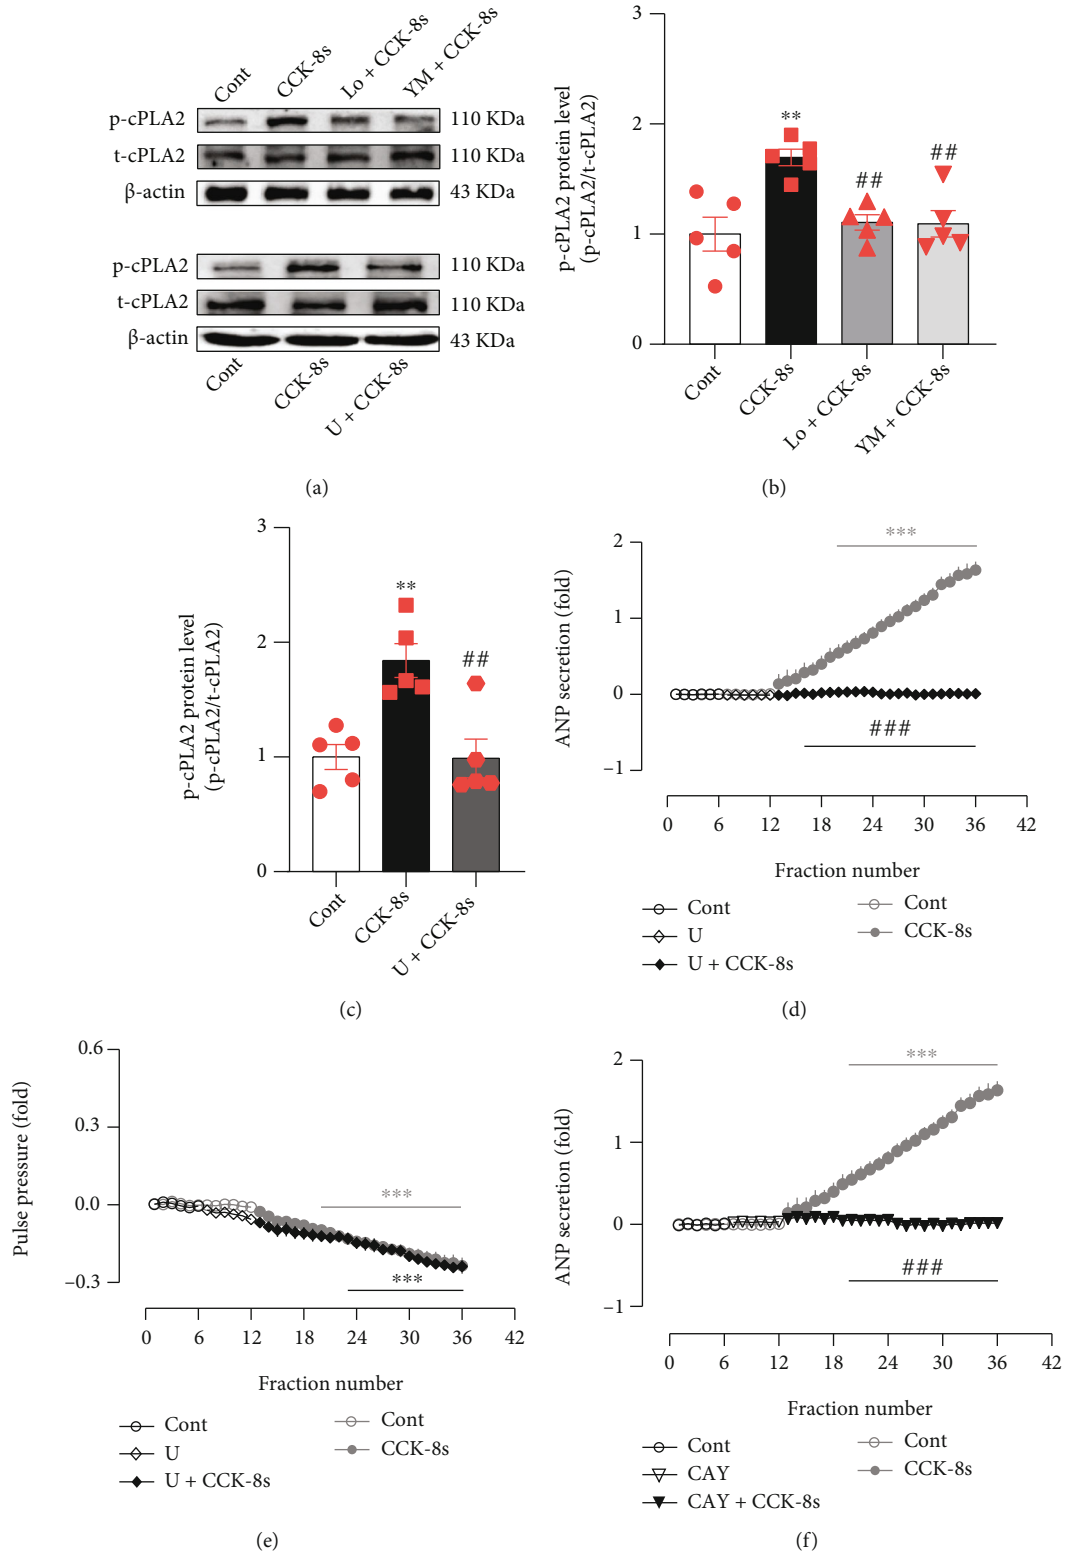 Cont
CCK-8s
Lo + CCK-8s
YM + CCK-8s
p-cPLA2
110 KDa
t-cPLA2
110 KDa
β-actin
43 KDa
p-cPLA2
110 KDa
t-cPLA2
110 KDa
β-actin
43 KDa
Cont
CCK-8s
U + CCK-8s
(a)
p-cPLA2 protein level
(p-cPLA2/t-cPLA2)
3
2
1
0
**
##
##
Cont
CCK-8s
Lo + CCK-8s
YM + CCK-8s
(b)
p-cPLA2 protein level
(p-cPLA2/t-cPLA2)
3
2
1
0
**
##
Cont
CCK-8s
U + CCK-8s
(c)
ANP secretion (fold)
2
1
0
–1
***
###
0 6 12 18 24 30 36 42
Fraction number
Cont
U
U + CCK-8s
Cont
CCK-8s
(d)
Pulse pressure (fold)
0.6
0.3
0.0
–0.3
***
***
0 6 12 18 24 30 36 42
Fraction number
Cont
U
U + CCK-8s
Cont
CCK-8s
(e)
ANP secretion (fold)
2
1
0
–1
***
###
0 6 12 18 24 30 36 42
Fraction number
Cont
CAY
CAY + CCK-8s
Cont
CCK-8s
(f)